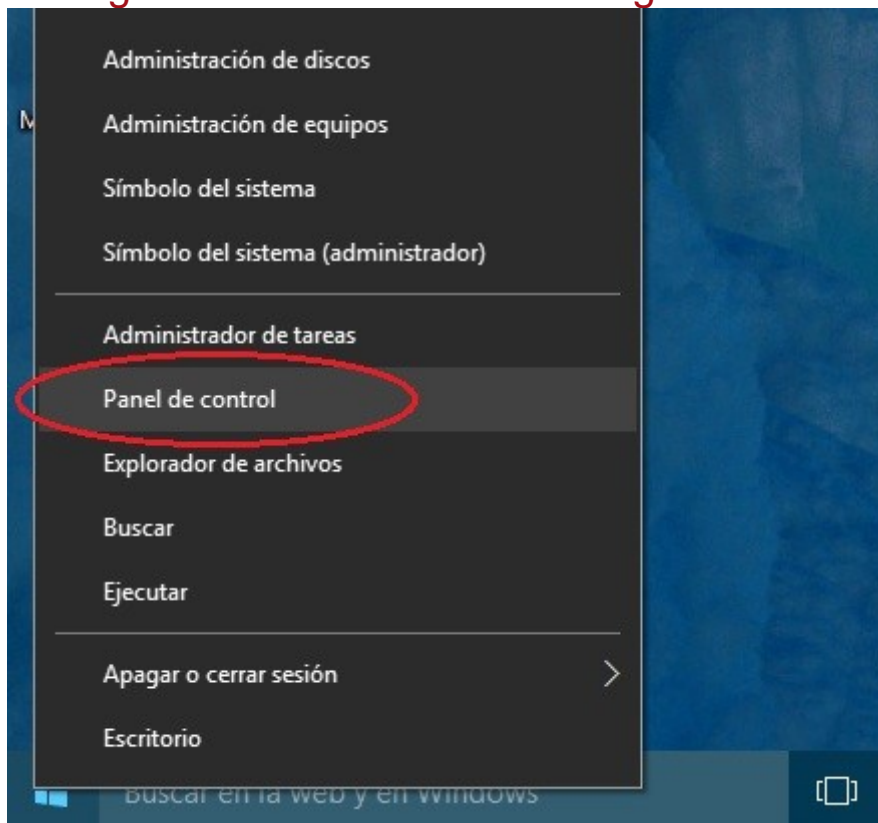 Administración de discos
M
Administración de equipos
Símbolo del sistema
Símbolo del sistema (administrador)
Administrador de tareas
Panel de control
Explorador de archivos
Buscar
Ejecutar
Apagar o cerrar sesión
Escritorio
Buscar en la web y en Windows